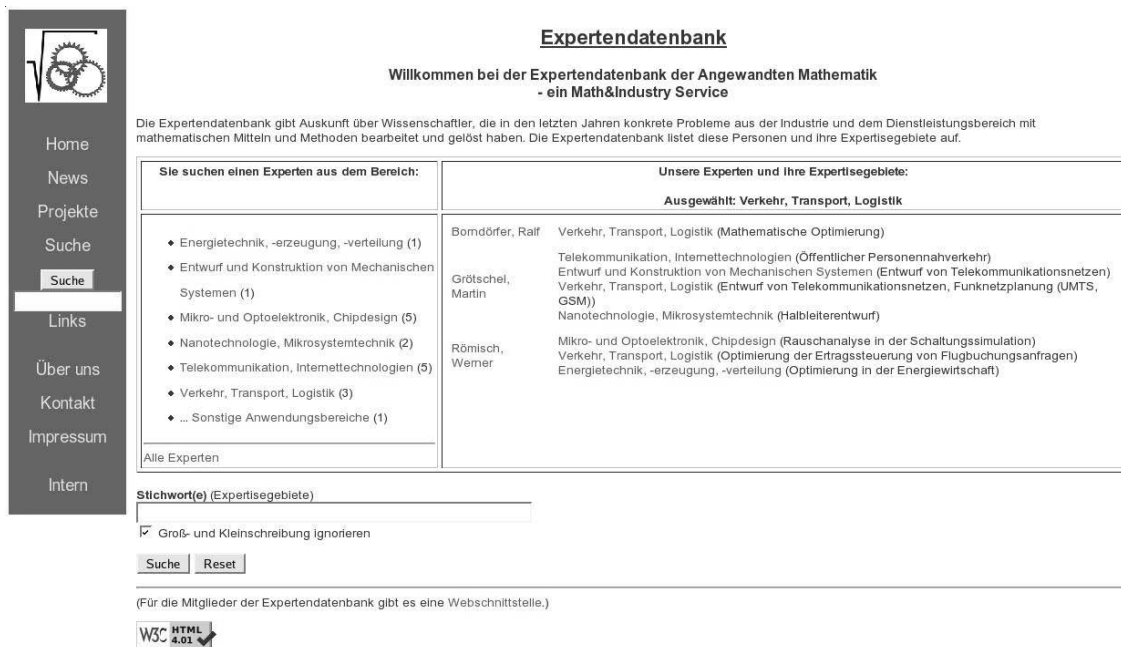 Home
News
Projekte
Suche
Suche
Links
Über uns
Kontakt
Impressum
Intern
Expertendatenbank
Willkommen bei der Expertendatenbank der Angewandten Mathematik
- ein Math&Industry Service
Die Expertendatenbank gibt Auskunft über Wissenschaftler, die in den letzten Jahren konkrete Probleme aus der Industrie und dem Dienstleistungsbereich mit
mathematischen Mitteln und Methoden bearbeitet und gelöst haben. Die Expertendatenbank listet diese Personen und ihre Expertisegebiete auf.
Sie suchen einen Experten aus dem Bereich:
Energietechnik, -erzeugung, -verteilung (1)
Entwurf und Konstruktion von Mechanischen
Systemen (1)
Mikro- und Optoelektronik, Chipdesign (5)
Nanotechnologie, Mikrosystemtechnik (2)
Telekommunikation, Internettechnologien (5)
Verkehr, Transport, Logistik (3)
... Sonstige Anwendungsbereiche (1)
Alle Experten
Unsere Experten und ihre Expertisegebiete:
Ausgewählt: Verkehr, Transport, Logistik
Borndörfer, Ralf
Verkehr, Transport, Logistik (Mathematische Optimierung)
Grötschel,
Martin
Telekommunikation, Internettechnologien (Öffentlicher Personennahverkehr)
Entwurf und Konstruktion von Mechanischen Systemen (Entwurf von Telekommunikationsnetzen)
Verkehr, Transport, Logistik (Entwurf von Telekommunikationsnetzen, Funknetzplanung (UMTS,
GSM))
Nanotechnologie, Mikrosystemtechnik (Halbleiterentwurf)
Römisch,
Werner
Mikro- und Optoelektronik, Chipdesign (Rauschanalyse in der Schaltungssimulation)
Verkehr, Transport, Logistik (Optimierung der Ertragssteuerung von Flugbuchungsanfragen)
Energietechnik, -erzeugung, -verteilung (Optimierung in der Energiewirtschaft)
Stichwort(e) (Expertisegebiete)
Groß- und Kleinschreibung ignorieren
Suche Reset
(Für die Mitglieder der Expertendatenbank gibt es eine Webschnittstelle.)
W3C HTML
4.01